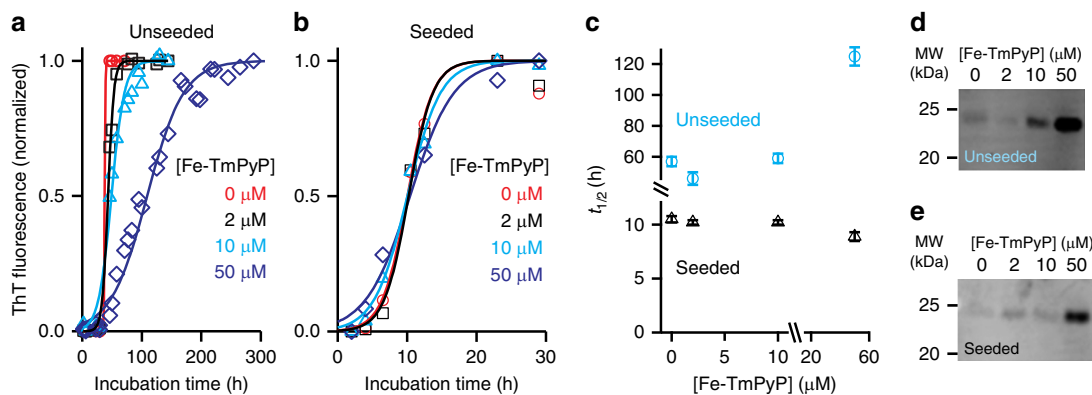 a
Unseeded
ThT fluorescence (normalized)
1.0
0.5
0.0
0
100
200
300
Incubation time (h)
[Fe-TmPyP]
0 μM
2 μM
10 μM
50 μM
b
Seeded
1.0
0.5
0.0
0
10
20
30
Incubation time (h)
[Fe-TmPyP]
0 μM
2 μM
10 μM
50 μM
c
t1/2 (h)
120
100
80
60
40
15
10
5
0
Unseeded
Seeded
0
5
10
20
60
[Fe-TmPyP] (μM)
d
MW
(kDa)
[Fe-TmPyP] (μM)
0 2 10 50
25
20
Unseeded
e
MW
(kDa)
[Fe-TmPyP] (μM)
0 2 10 50
25
20
Seeded